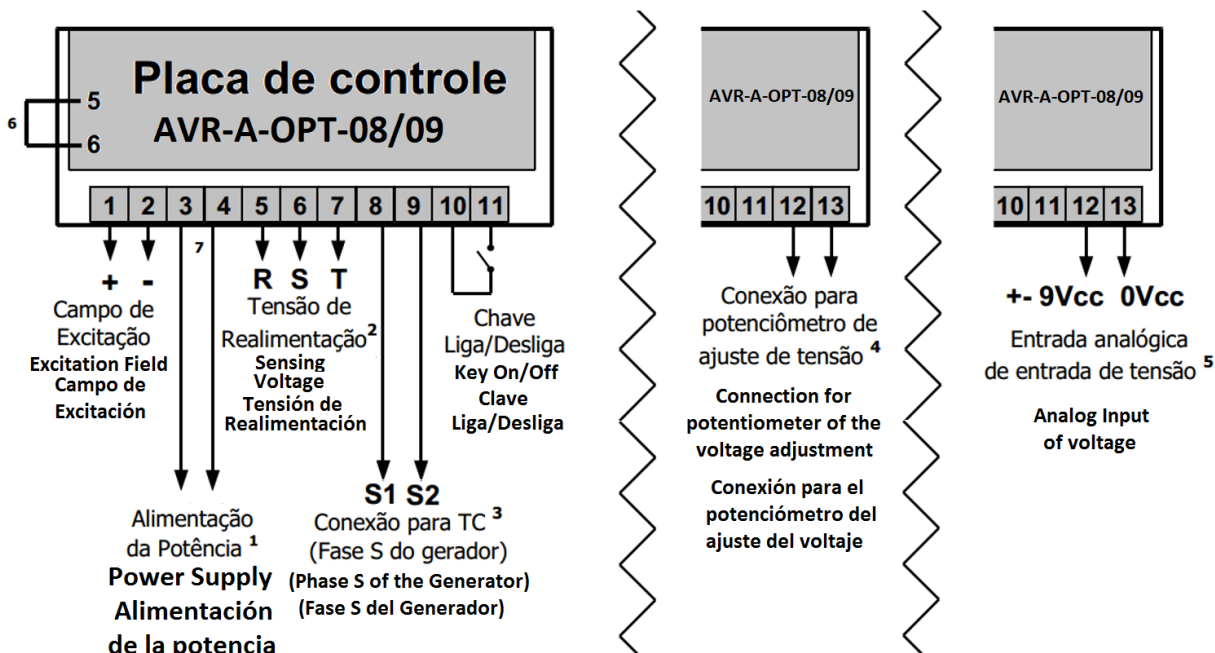 Placa de controle
AVR-A-OPT-08/09
5
6
6
1 2 3 4 5 6 7 8 9 10 11
7
+ -
Campo de
Excitação
Excitation Field
Campo de
Excitación
R S T
Tensão de
Realimentação 2
Sensing
Voltage
Tensión de
Realimentación
Chave
Liga/Desliga
Key On/Off
Clave
Liga/Desliga
Alimentação
da Potência 1
Power Supply
Alimentación
de la potencia
S1 S2
Conexão para TC 3
(Fase S do gerador)
(Phase S of the Generator)
(Fase S del Generador)
AVR-A-OPT-08/09
10 11 12 13
Conexão para
potenciômetro de
ajuste de tensão 4
Connection for
potentiometer of the
voltage adjustment
Conexión para el
potenciómetro del
ajuste del voltaje
AVR-A-OPT-08/09
10 11 12 13
+- 9Vcc 0Vcc
Entrada analógica
de entrada de tensão 5
Analog Input
of voltage